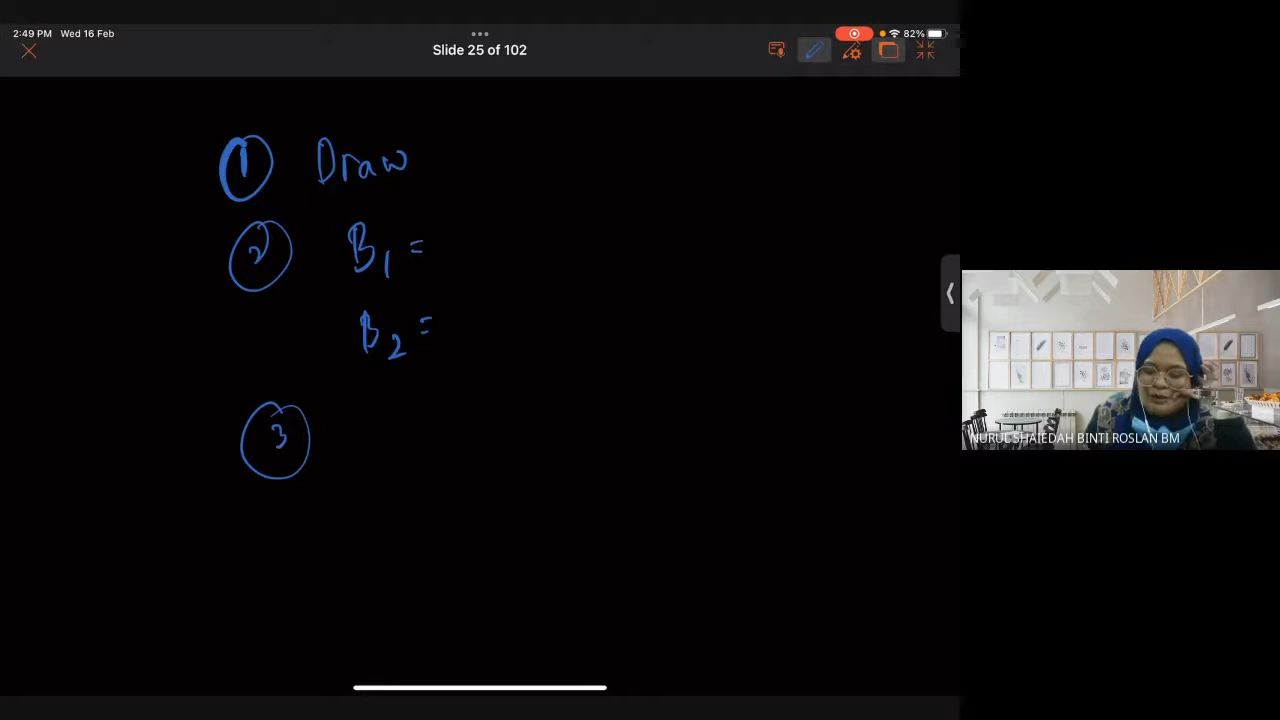 2:49 PM Wed 16 Feb
82%
Slide 25 of 102
1 Draw
2 B1 =
B2 =
3
NURUL SHAIEDAH BINTI ROSLAN BM